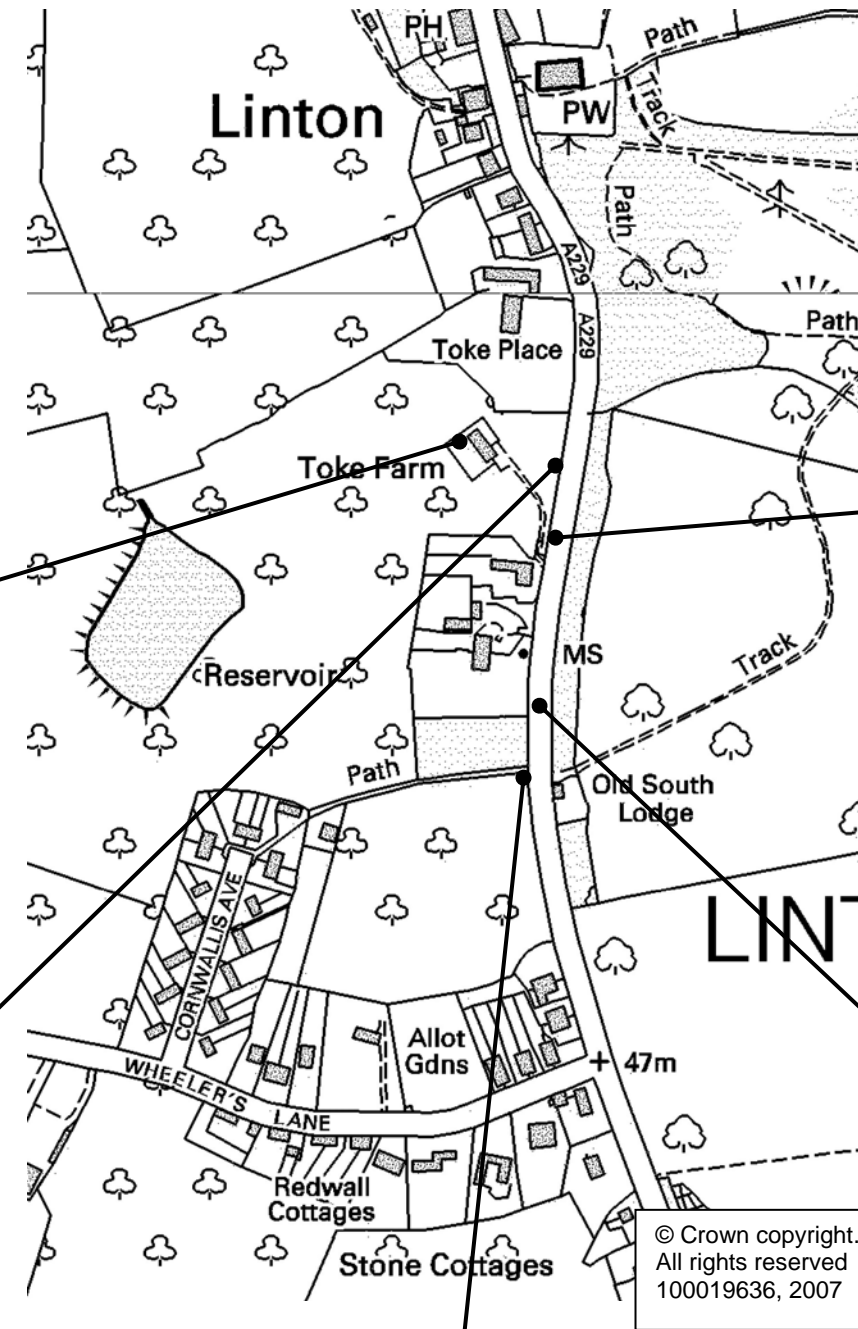 PH
Path
Linton
PW
Track
Path
A229
Path
A229
Toke Place
Toke Farm
MS
Track
Reservoir
Path
Old South
Lodge
CORNWALLIS AVE
LINT
Allot
Gdns
47m
WHEELER'S LANE
Redwall
Cottages
Stone Cottages
© Crown copyright.
All rights reserved
100019636, 2007